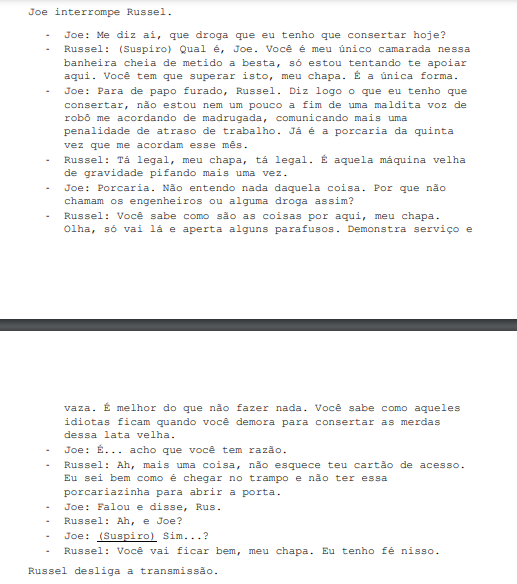 Joe interrompe Russel.
- Joe: Me diz aí, que droga que eu tenho que consertar hoje?
- Russel: (Suspiro) Qual é, Joe. Você é meu único camarada nessa
banheira cheia de metido a besta, só estou tentando te apoiar
aqui. Você tem que superar isto, meu chapa. É a única forma.
- Joe: Para de papo furado, Russel. Diz logo o que eu tenho que
consertar, não estou nem um pouco a fim de uma maldita voz de
robô me acordando de madrugada, comunicando mais uma
penalidade de atraso de trabalho. Já é a porcaria da quinta
vez que me acordam esse mês.
- Russel: Tá legal, meu chapa, tá legal. É aquela máquina velha
de gravidade pifando mais uma vez.
- Joe: Porcaria. Não entendo nada daquela coisa. Por que não
chamam os engenheiros ou alguma droga assim?
- Russel: Você sabe como são as coisas por aqui, meu chapa.
Olha, só vai lá e aperta alguns parafusos. Demonstra serviço e
vaza. É melhor do que não fazer nada. Você sabe como aqueles
idiotas ficam quando você demora para consertar as merdas
dessa lata velha.
- Joe: É... acho que você tem razão.
- Russel: Ah, mais uma coisa, não esquece teu cartão de acesso.
Eu sei bem como é chegar no trampo e não ter essa
porcariazinha para abrir a porta.
- Joe: Falou e disse, Rus.
- Russel: Ah, e Joe?
- Joe: (Suspiro) Sim...?
- Russel: Você vai ficar bem, meu chapa. Eu tenho fé nisso.
Russel desliga a transmissão.